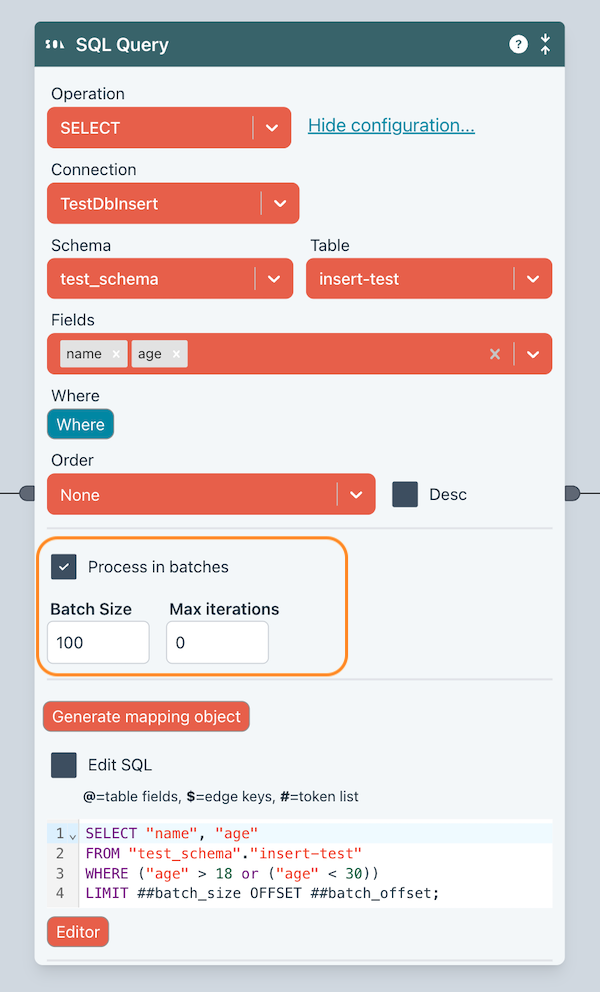 SQL SQL Query ?
Operation
SELECT Hide configuration...
Connection
TestDbInsert
Schema Table
test_schema insert-test
Fields
name × age × ×
Where
Where
Order
None Desc
Process in batches
Batch Size Max iterations
100 0
Generate mapping object
Edit SQL
@=table fields, $=edge keys, #=token list
1 SELECT "name", "age"
2 FROM "test_schema"."insert-test"
3 WHERE ("age" > 18 or ("age" < 30))
4 LIMIT ##batch_size OFFSET ##batch_offset;
Editor